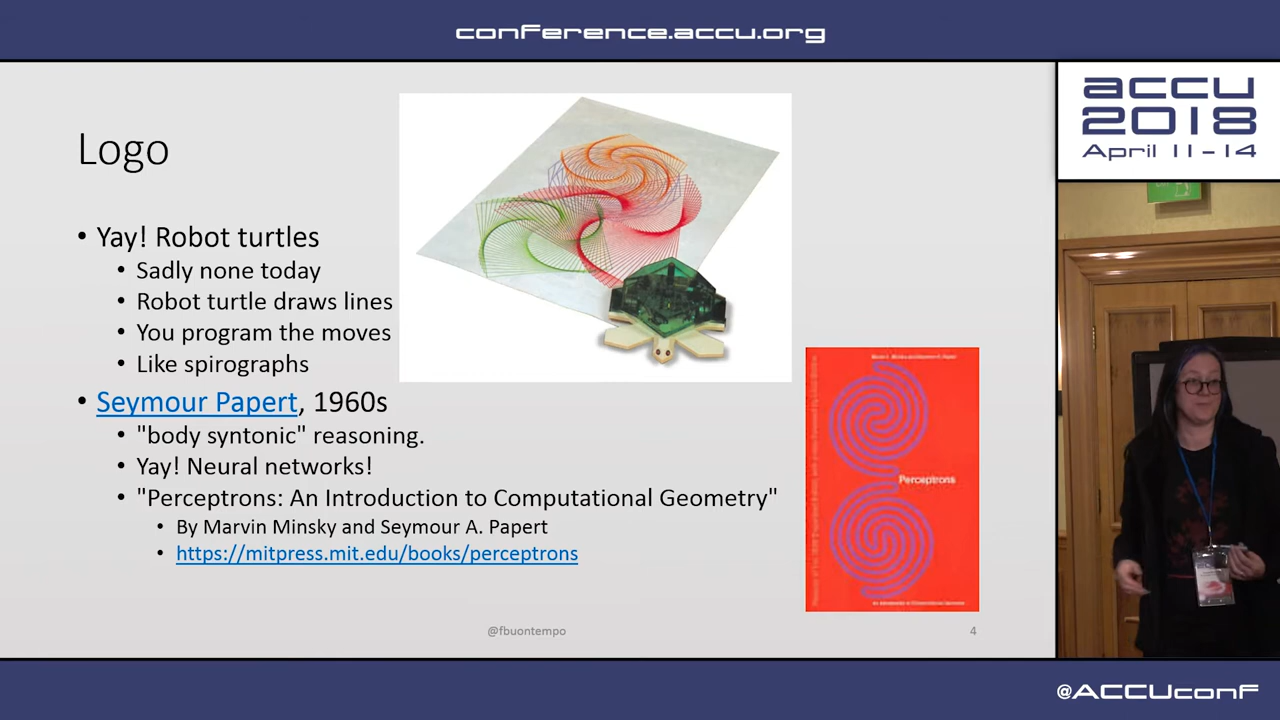 conference.accu.org
accu
2018
April 11-14
Logo
• Yay! Robot turtles
• Sadly none today
• Robot turtle draws lines
• You program the moves
• Like spirographs
• Seymour Papert, 1960s
• "body syntonic" reasoning.
• Yay! Neural networks!
• "Perceptrons: An Introduction to Computational Geometry"
• By Marvin Minsky and Seymour A. Papert
• https://mitpress.mit.edu/books/perceptrons
Perceptrons
@fbuontempo
4
@ACCUconf